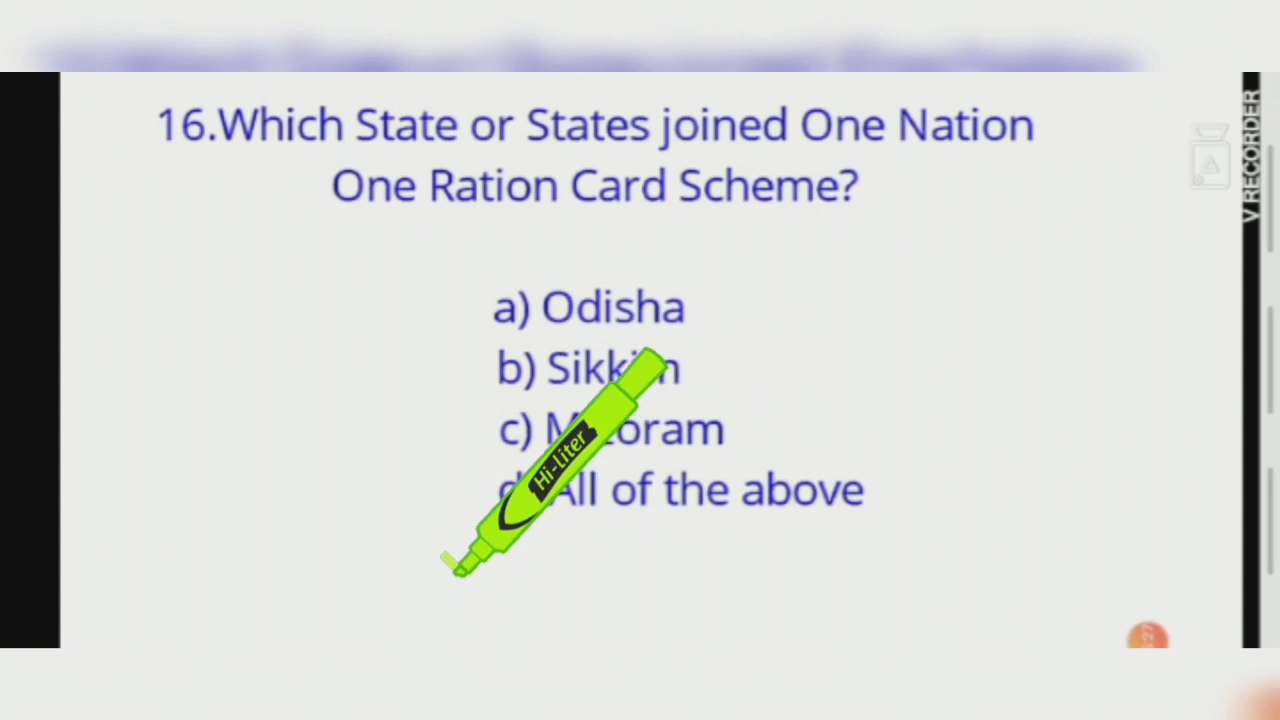 16.Which State or States joined One Nation
One Ration Card Scheme?
a) Odisha
b)
c)
All of the above
Hi-Liter
V RECORDER